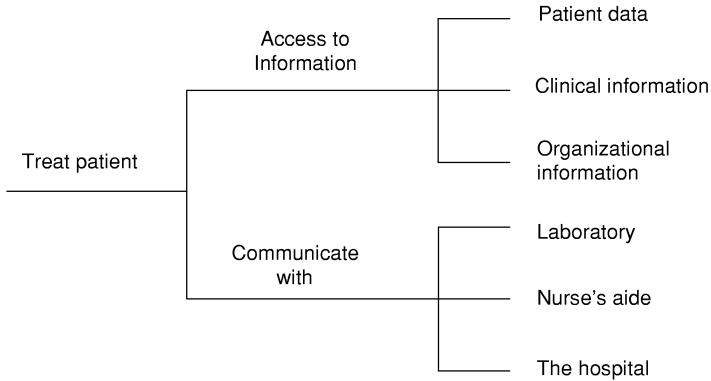 Patient data
Access to
Information
Clinical information
Organizational
information
Treat patient
Communicate
with
Laboratory
Nurse's aide
The hospital